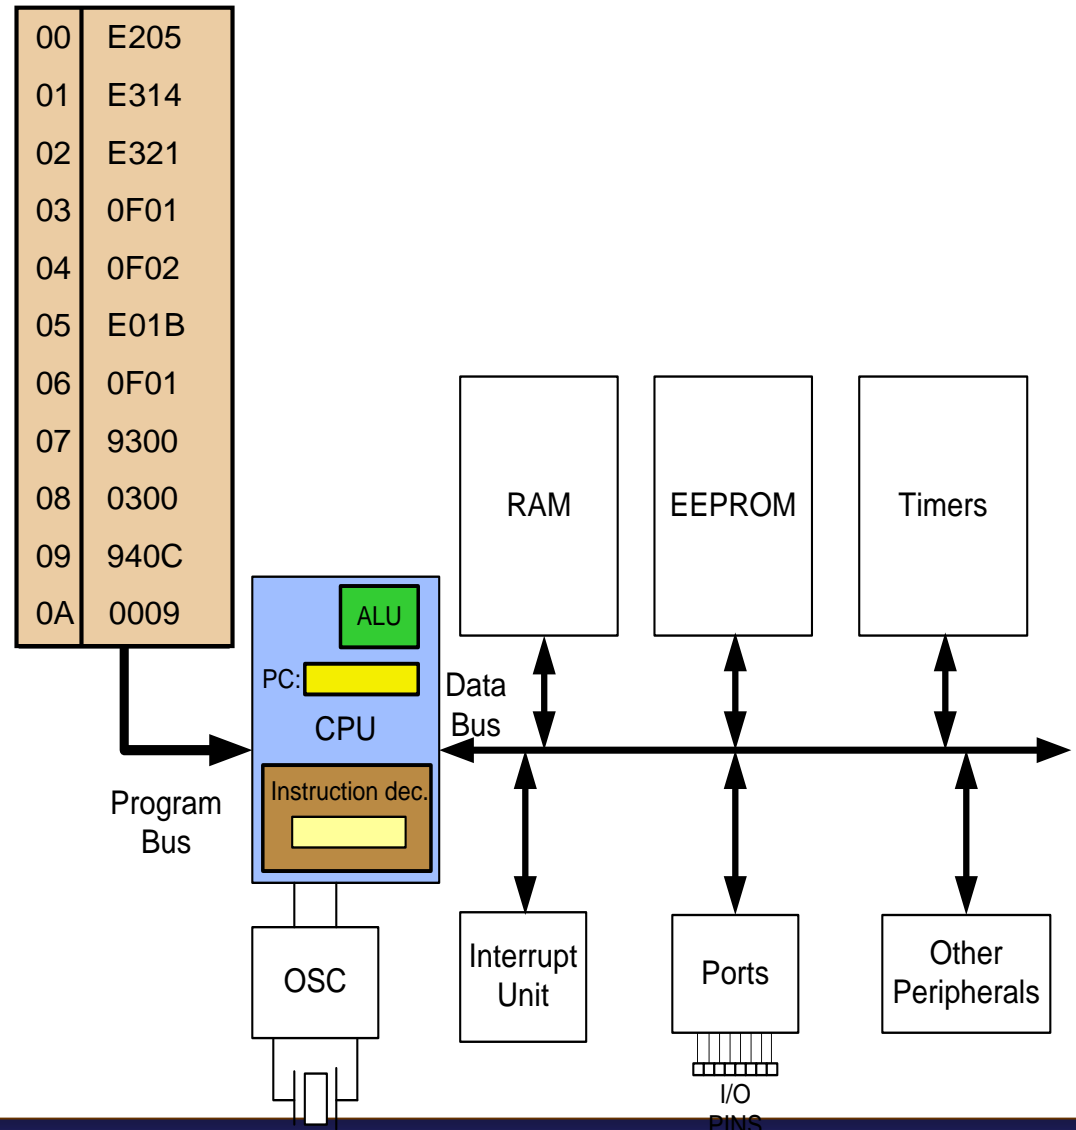 00 E205
01 E314
02 E321
03 0F01
04 0F02
05 E01B
06 0F01
07 9300
08 0300
09 940C
0A 0009
RAM
EEPROM
Timers
ALU
PC:
CPU
Instruction dec.
Data
Bus
Program
Bus
OSC
Interrupt
Unit
Ports
Other
Peripherals
I/O
PINS